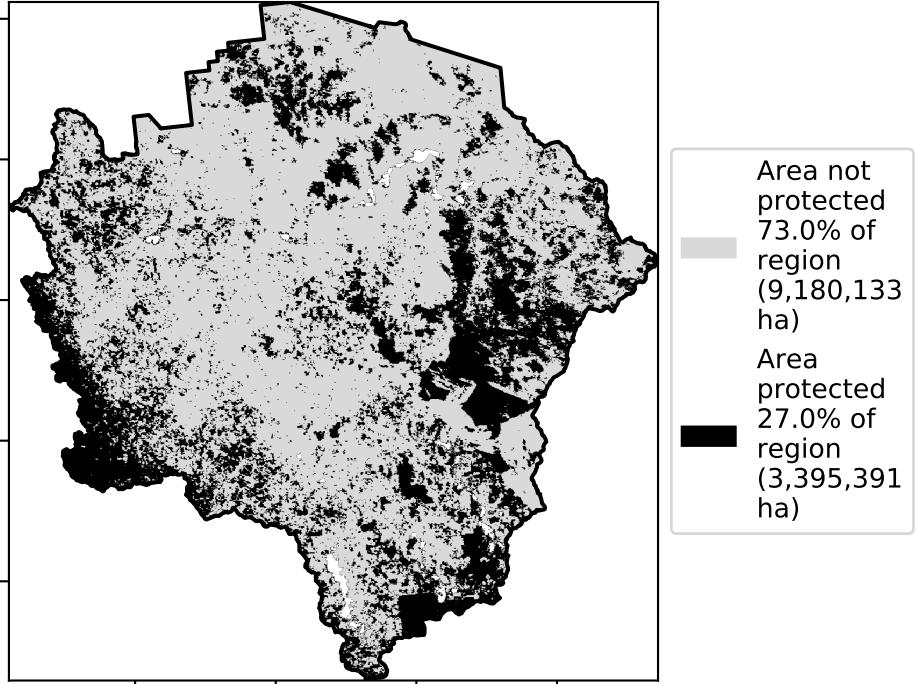 Area not
protected
73.0% of
region
(9,180,133
ha)
Area
protected
27.0% of
region
(3,395,391
ha)